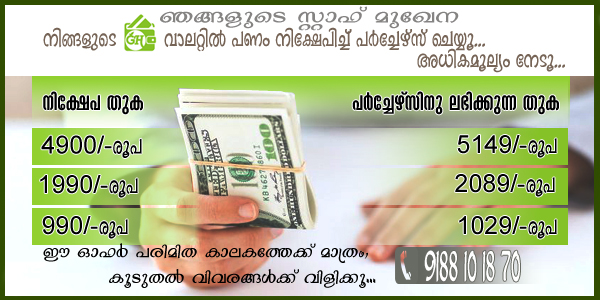 ഞങ്ങളുടെ സ്റ്റാഫ് മുഖേന
നിങ്ങളുടെ GH വാലറ്റിൽ പണം നിക്ഷേപിച്ച് പർച്ചേഴ്സ് ചെയ്യൂ...
അധികമൂല്യം നേടൂ...
നിക്ഷേപ തുക പർച്ചേഴ്സിനു ലഭിക്കുന്ന തുക
4900/-രൂപ 5149/-രൂപ
1990/-രൂപ 2089/-രൂപ
990/-രൂപ 1029/-രൂപ
ഈ ഓഫർ പരിമിത കാലകത്തേക്ക് മാത്രം,
കൂടുതൽ വിവരങ്ങൾക്ക് വിളിക്കൂ... 9188 10 18 70